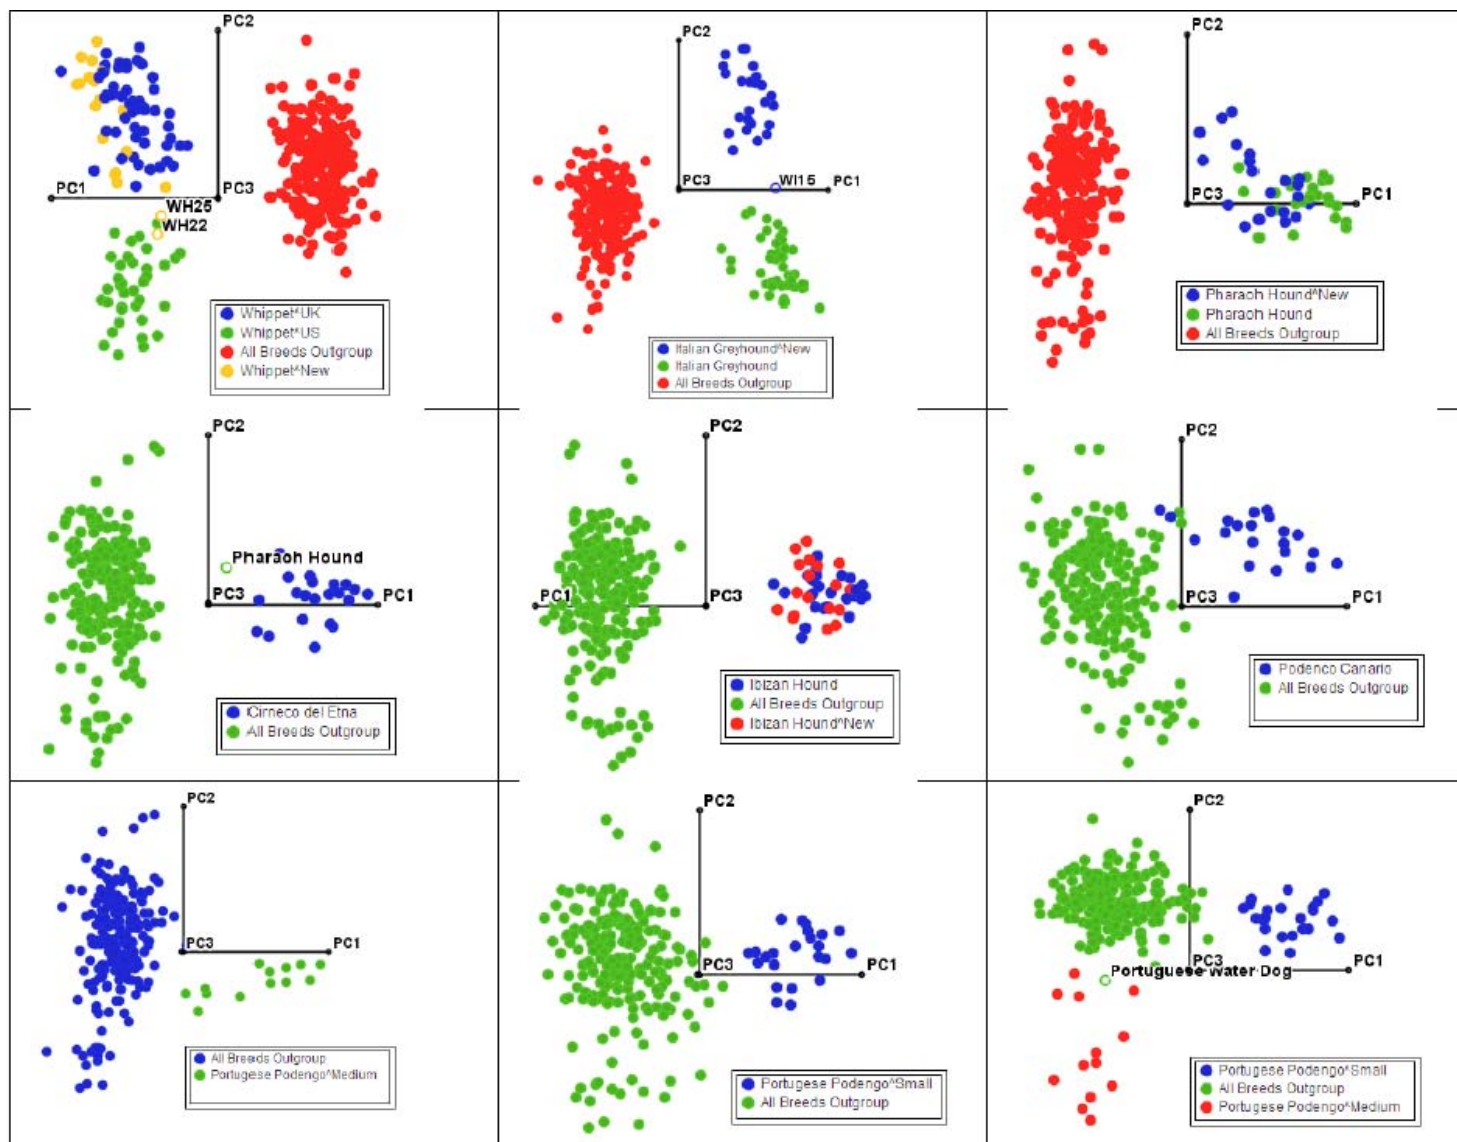 PC2
PC1
PC3
WH25
WH22
Whippet^UK
Whippet^US
All Breeds Outgroup
Whippet^New
PC2
PC3
WI15
PC1
Italian Greyhound^New
Italian Greyhound
All Breeds Outgroup
PC2
PC3
PC1
Pharaoh Hound^New
Pharaoh Hound
All Breeds Outgroup
PC2
Pharaoh Hound
PC3
PC1
Cirneco del Etna
All Breeds Outgroup
PC2
PC1
PC3
Ibizan Hound
All Breeds Outgroup
Ibizan Hound^New
PC2
PC3
PC1
Podenco Canario
All Breeds Outgroup
PC2
PC3
PC1
All Breeds Outgroup
Portugese Podengo^Medium
PC2
PC3
PC1
Portugese Podengo^Small
All Breeds Outgroup
PC2
PC3
PC1
Portuguese Water Dog
Portugese Podengo^Small
All Breeds Outgroup
Portugese Podengo^Medium